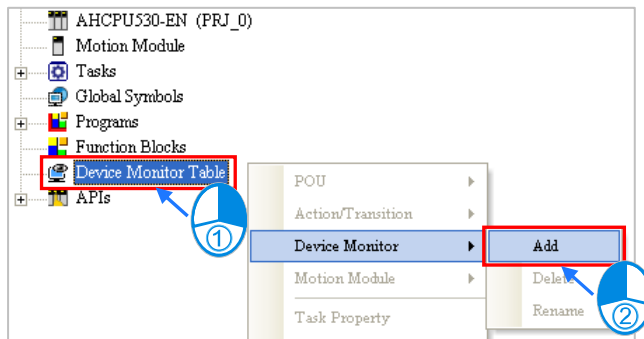 AHCPU530-EN (PRJ_0)
Motion Module
Tasks
Global Symbols
Programs
Function Blocks
Device Monitor Table
APIs
①
POU
Action/Transition
Device Monitor
Motion Module
Task Property
Add
Delete
Rename
②